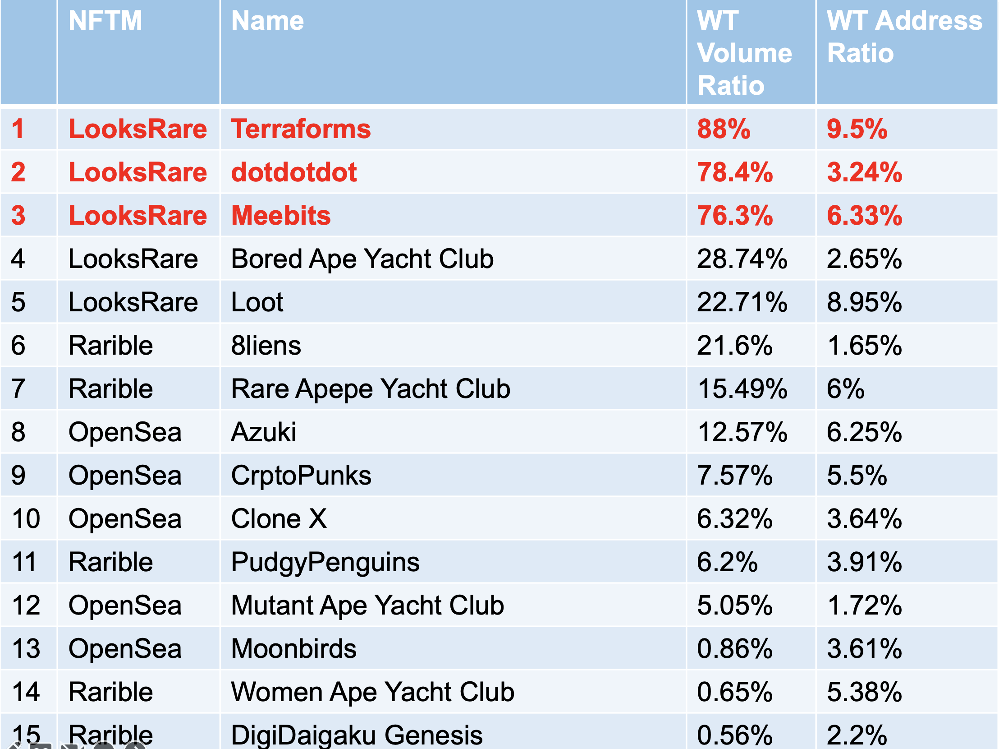 NFTM Name WT Volume Ratio WT Address Ratio
1 LooksRare Terraforms 88% 9.5%
2 LooksRare dotdotdot 78.4% 3.24%
3 LooksRare Meebits 76.3% 6.33%
4 LooksRare Bored Ape Yacht Club 28.74% 2.65%
5 LooksRare Loot 22.71% 8.95%
6 Rarible 8liens 21.6% 1.65%
7 Rarible Rare Apepe Yacht Club 15.49% 6%
8 OpenSea Azuki 12.57% 6.25%
9 OpenSea CrptoPunks 7.57% 5.5%
10 OpenSea Clone X 6.32% 3.64%
11 Rarible PudgyPenguins 6.2% 3.91%
12 OpenSea Mutant Ape Yacht Club 5.05% 1.72%
13 OpenSea Moonbirds 0.86% 3.61%
14 Rarible Women Ape Yacht Club 0.65% 5.38%
15 Rarible DigiDaigaku Genesis 0.56% 2.2%